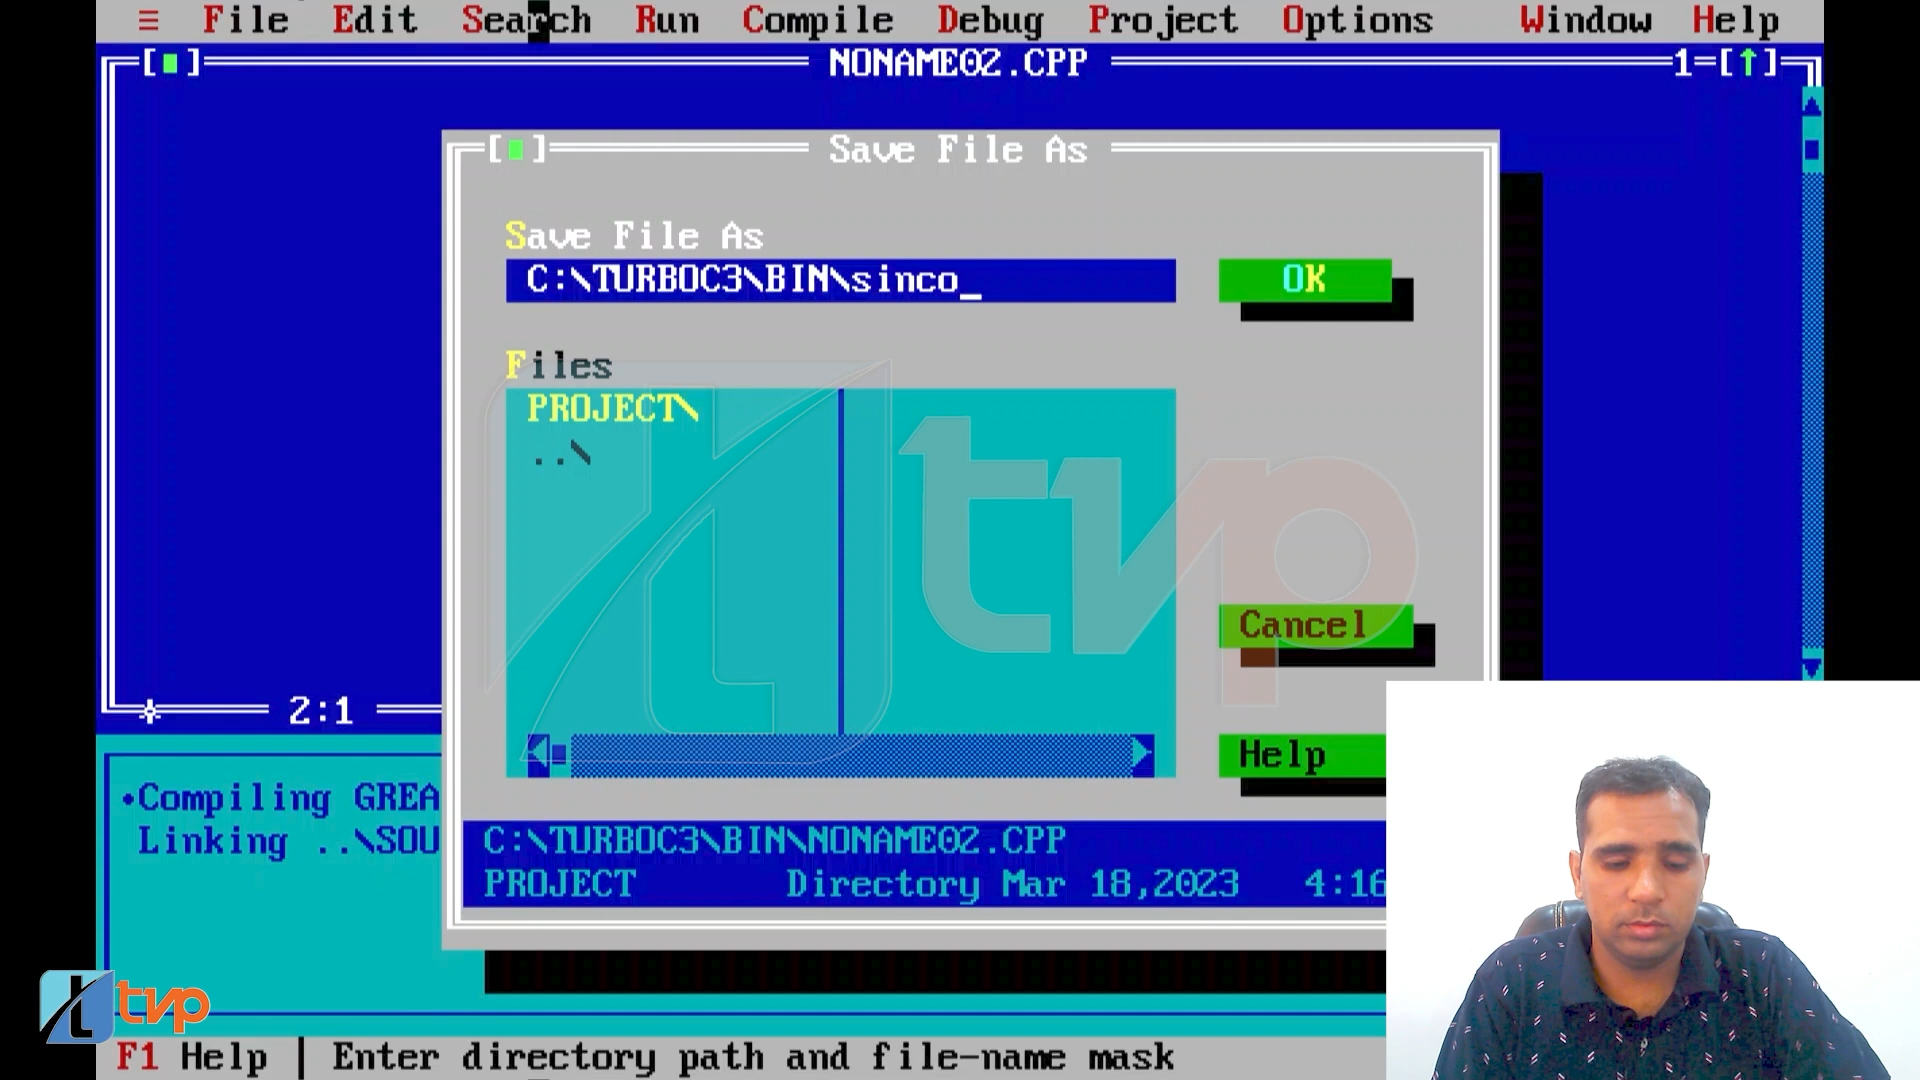 ≡ File Edit Search Run Compile Debug Project Options Window Help
[■] NONAME02.CPP 1=[↑]
[■] Save File As
Save File As
C:\TURBOC3\BIN\sinco_
OK
Files
PROJECT\
..\
tvp
Cancel
Help
2:1
•Compiling GREA
Linking ..\SOU
C:\TURBOC3\BIN\NONAME02.CPP
PROJECT Directory Mar 18,2023 4:16
tvp
F1 Help | Enter directory path and file-name mask